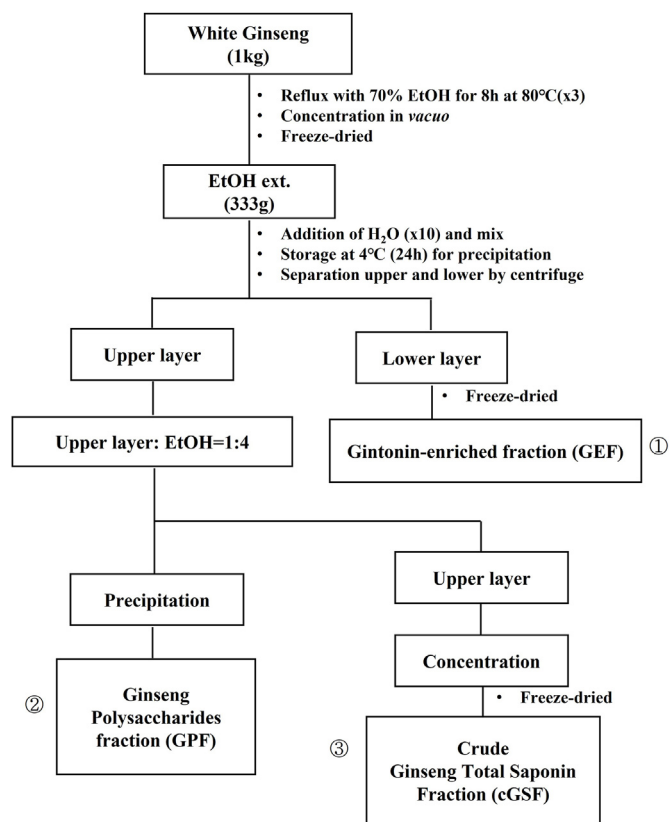 White Ginseng
(1kg)
• Reflux with 70% EtOH for 8h at 80℃(x3)
• Concentration in vacuo
• Freeze-dried
EtOH ext.
(333g)
• Addition of H₂O (x10) and mix
• Storage at 4℃ (24h) for precipitation
• Separation upper and lower by centrifuge
Upper layer
Lower layer
• Freeze-dried
Upper layer: EtOH=1:4
Gintonin-enriched fraction (GEF)
①
Precipitation
Upper layer
Concentration
• Freeze-dried
②
Ginseng
Polysaccharides
fraction (GPF)
③
Crude
Ginseng Total Saponin
Fraction (cGSF)